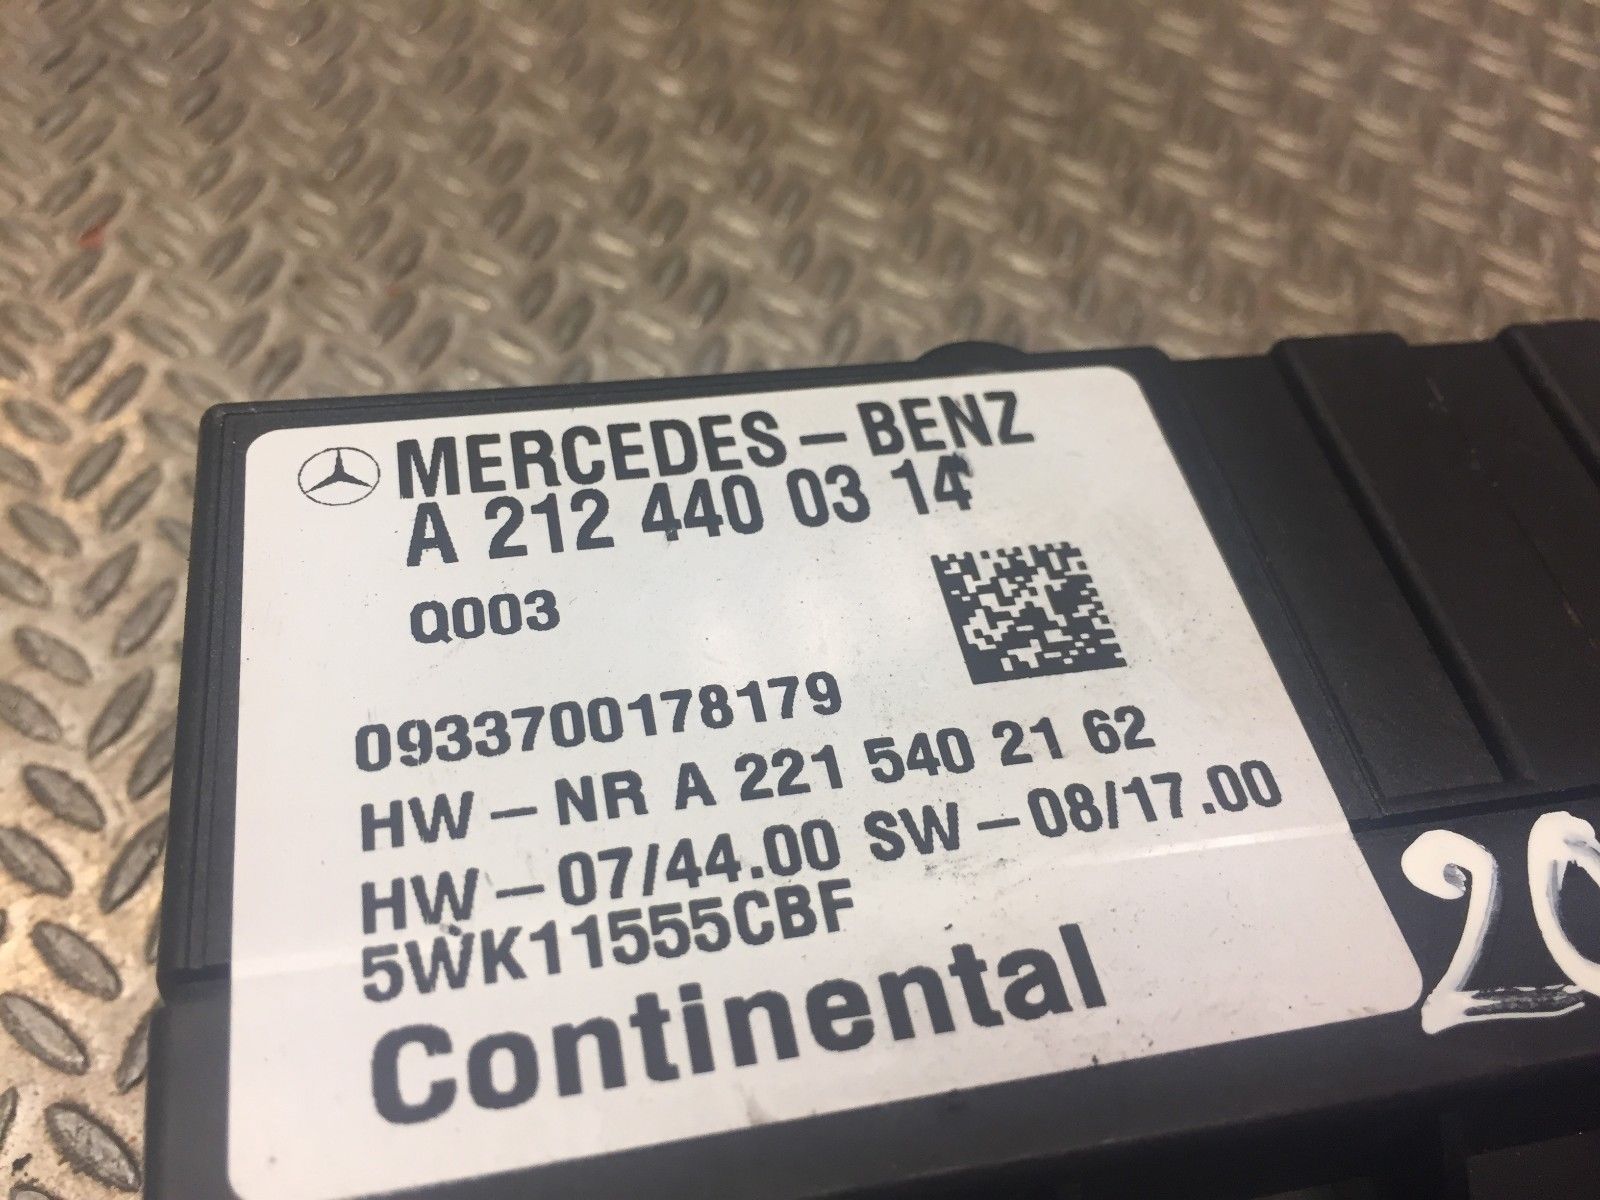 MERCEDES-BENZ
A 212 440 03 14
Q003
0933700178179
HW-NR A 221 540 21 62
HW-07/44.00 SW-08/17.00
5WK11555CBF
Continental
20